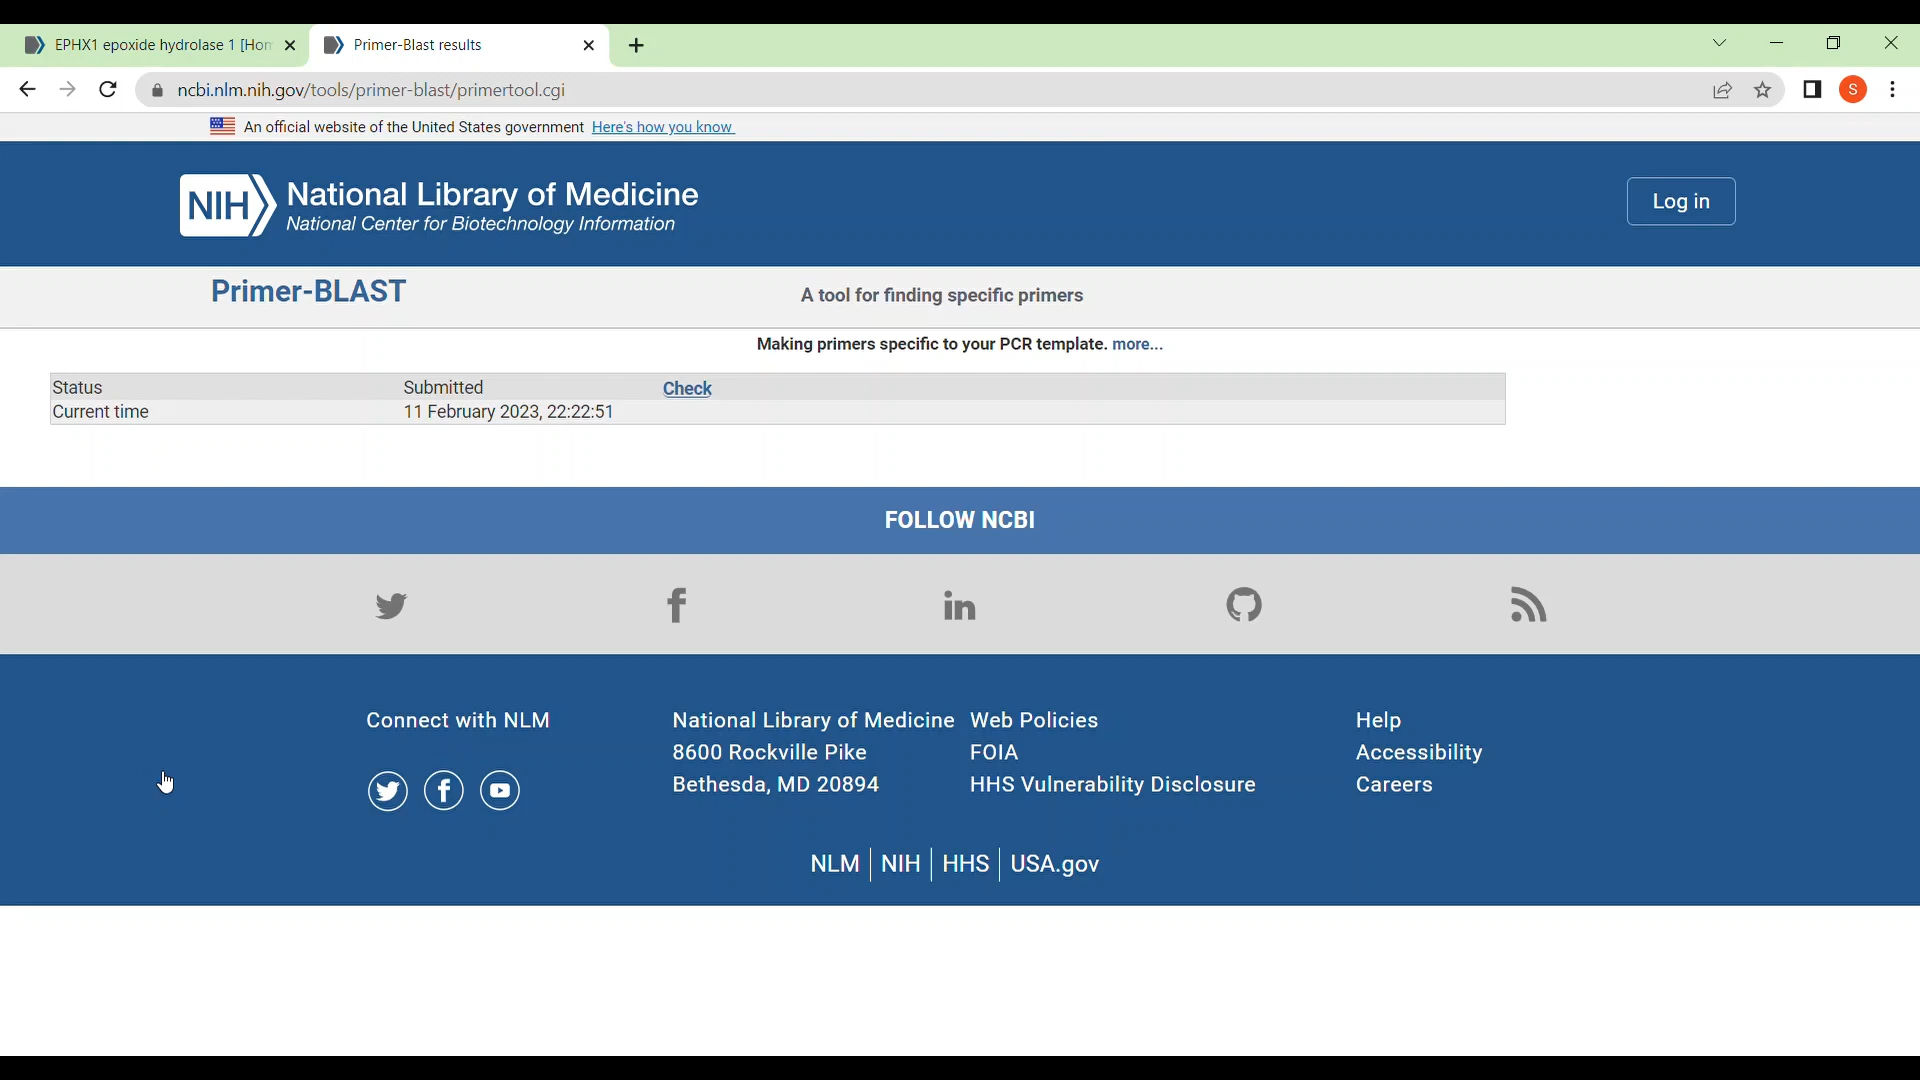 EPHX1 epoxide hydrolase 1 [Hom
Primer-Blast results
ncbi.nlm.nih.gov/tools/primer-blast/primertool.cgi
S
An official website of the United States government Here's how you know
NIH National Library of Medicine
National Center for Biotechnology Information
Log in
Primer-BLAST
A tool for finding specific primers
Making primers specific to your PCR template. more...
Status Submitted Check
Current time 11 February 2023, 22:22:51
FOLLOW NCBI
Connect with NLM
National Library of Medicine
8600 Rockville Pike
Bethesda, MD 20894
Web Policies
FOIA
HHS Vulnerability Disclosure
Help
Accessibility
Careers
NLM NIH HHS USA.gov